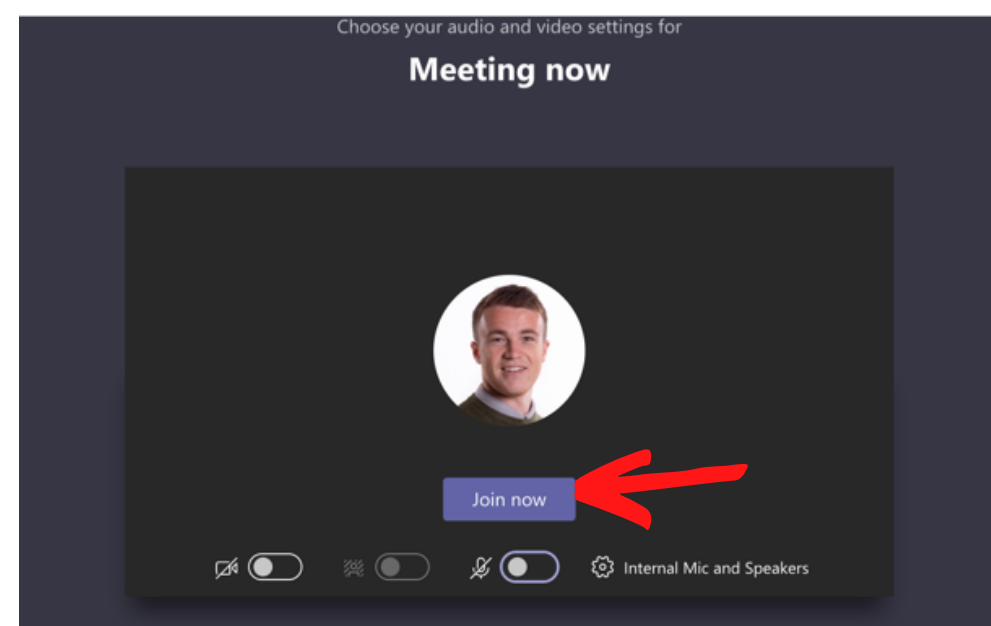 Choose your audio and video settings for
Meeting now
Join now
Internal Mic and Speakers